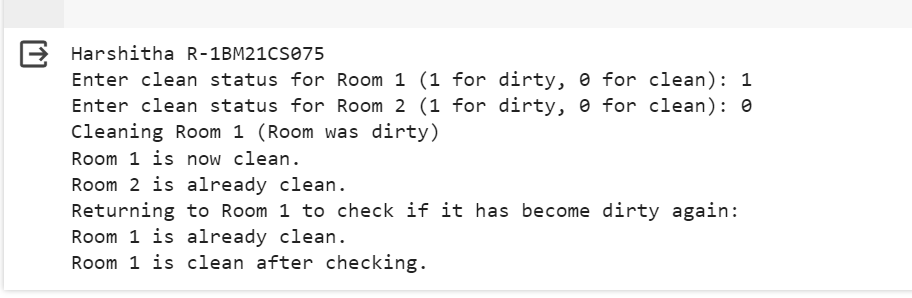 Harshitha R-1BM21CS075
Enter clean status for Room 1 (1 for dirty, 0 for clean): 1
Enter clean status for Room 2 (1 for dirty, 0 for clean): 0
Cleaning Room 1 (Room was dirty)
Room 1 is now clean.
Room 2 is already clean.
Returning to Room 1 to check if it has become dirty again:
Room 1 is already clean.
Room 1 is clean after checking.